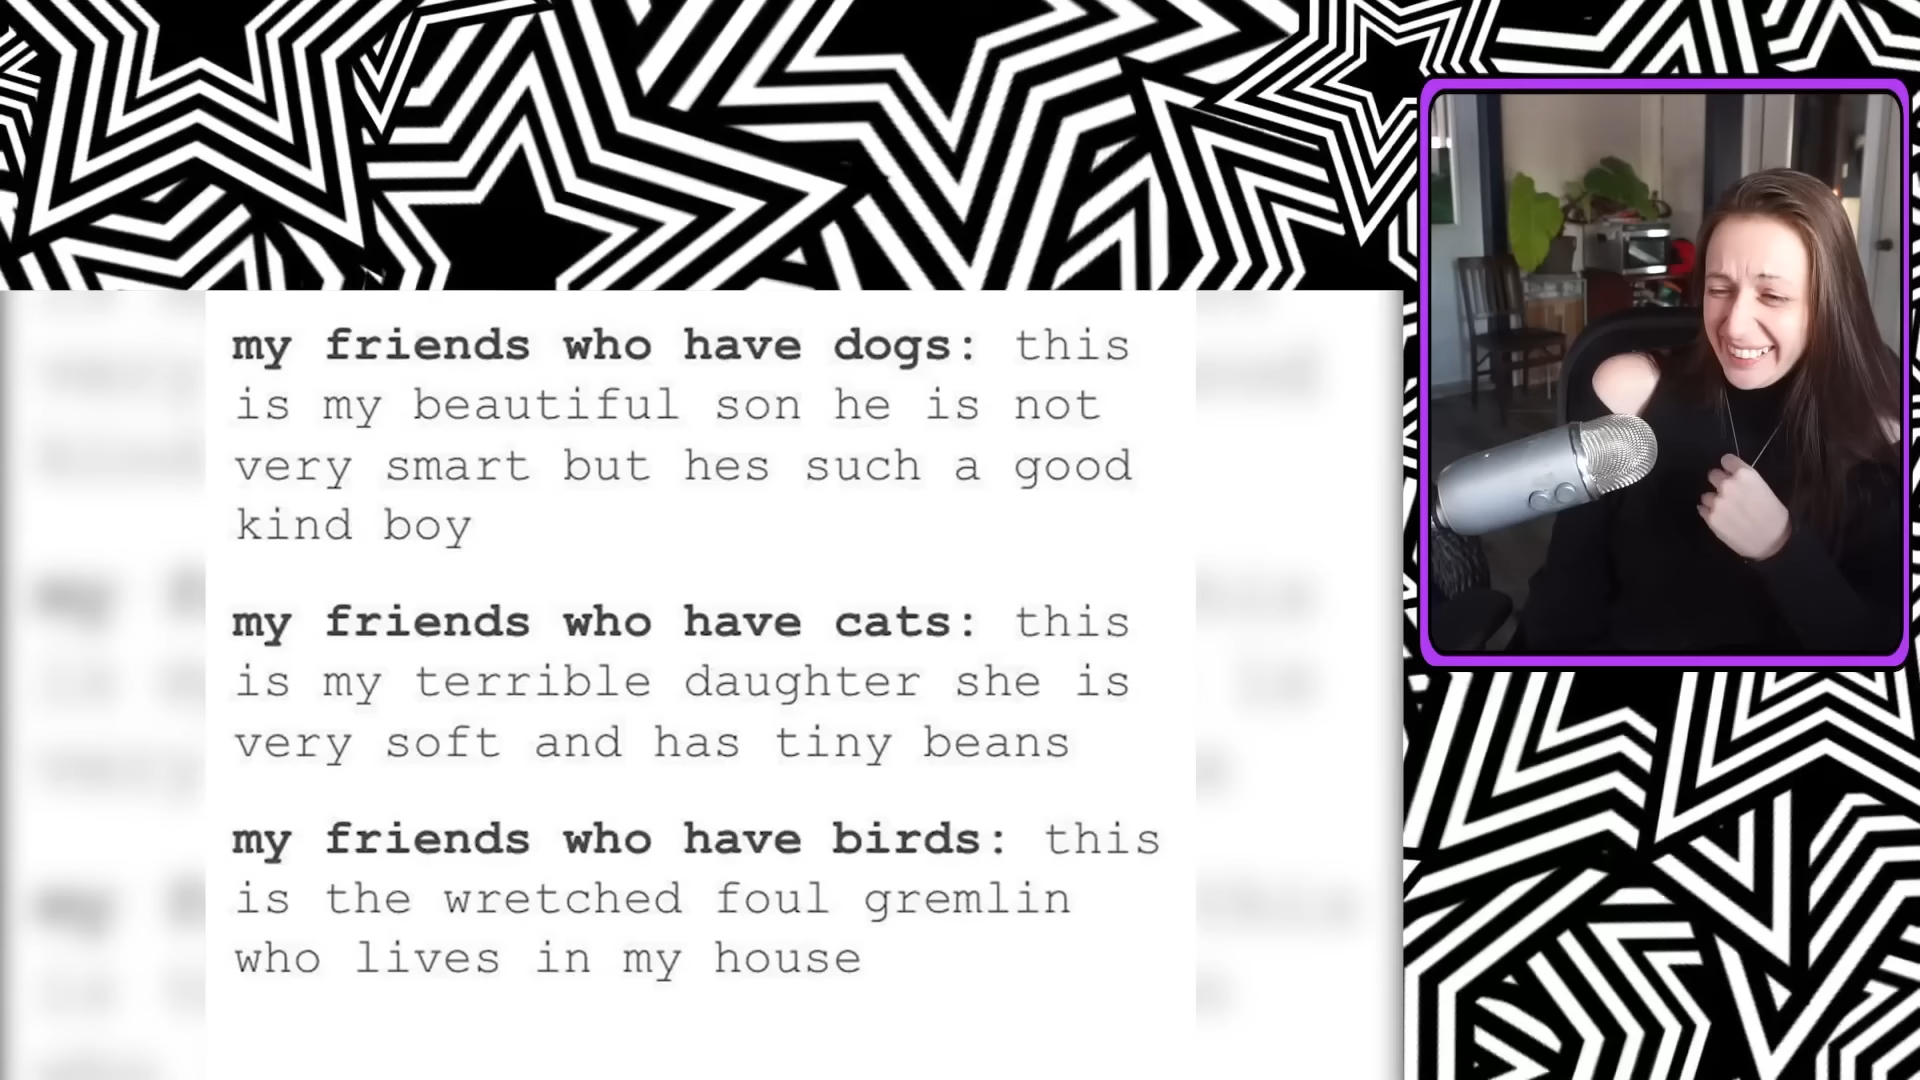 my friends who have dogs: this
is my beautiful son he is not
very smart but hes such a good
kind boy
my friends who have cats: this
is my terrible daughter she is
very soft and has tiny beans
my friends who have birds: this
is the wretched foul gremlin
who lives in my house